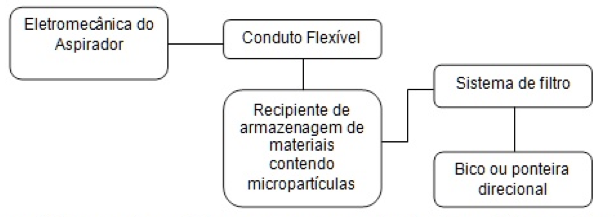 Eletromecânica do
Aspirador
Conduto Flexível
Recipiente de
armazenagem de
materiais
contendo
micropartículas
Sistema de filtro
Bico ou ponteira
direcional